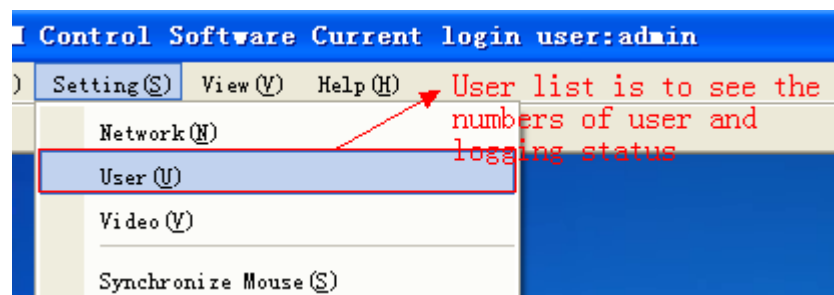 Control Software Current login user:admin
) Setting(S) View(V) Help(H)
User list is to see the
numbers of user and
logging status
Network(N)
User(U)
Video(V)
Synchronize Mouse(S)